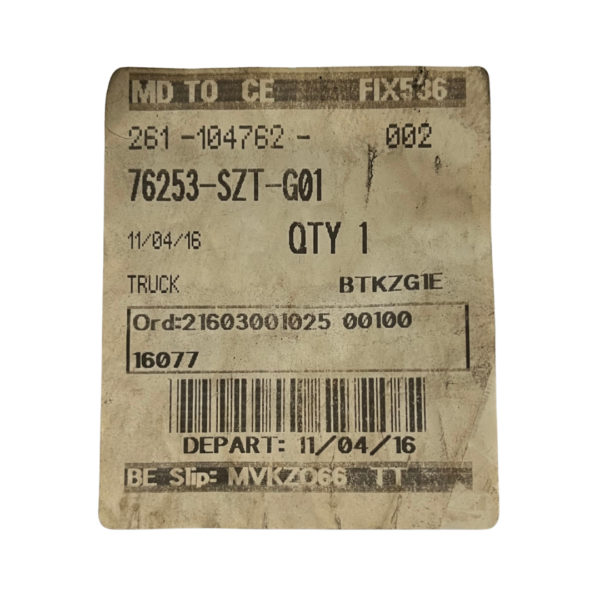 MD TO CE FIX536
261-104762- 002
76253-SZT-G01
11/04/16 QTY 1
TRUCK BTKZG1E
Ord:21603001025 00100
16077
DEPART: 11/04/16
BE Slip: MVKZO66 TT